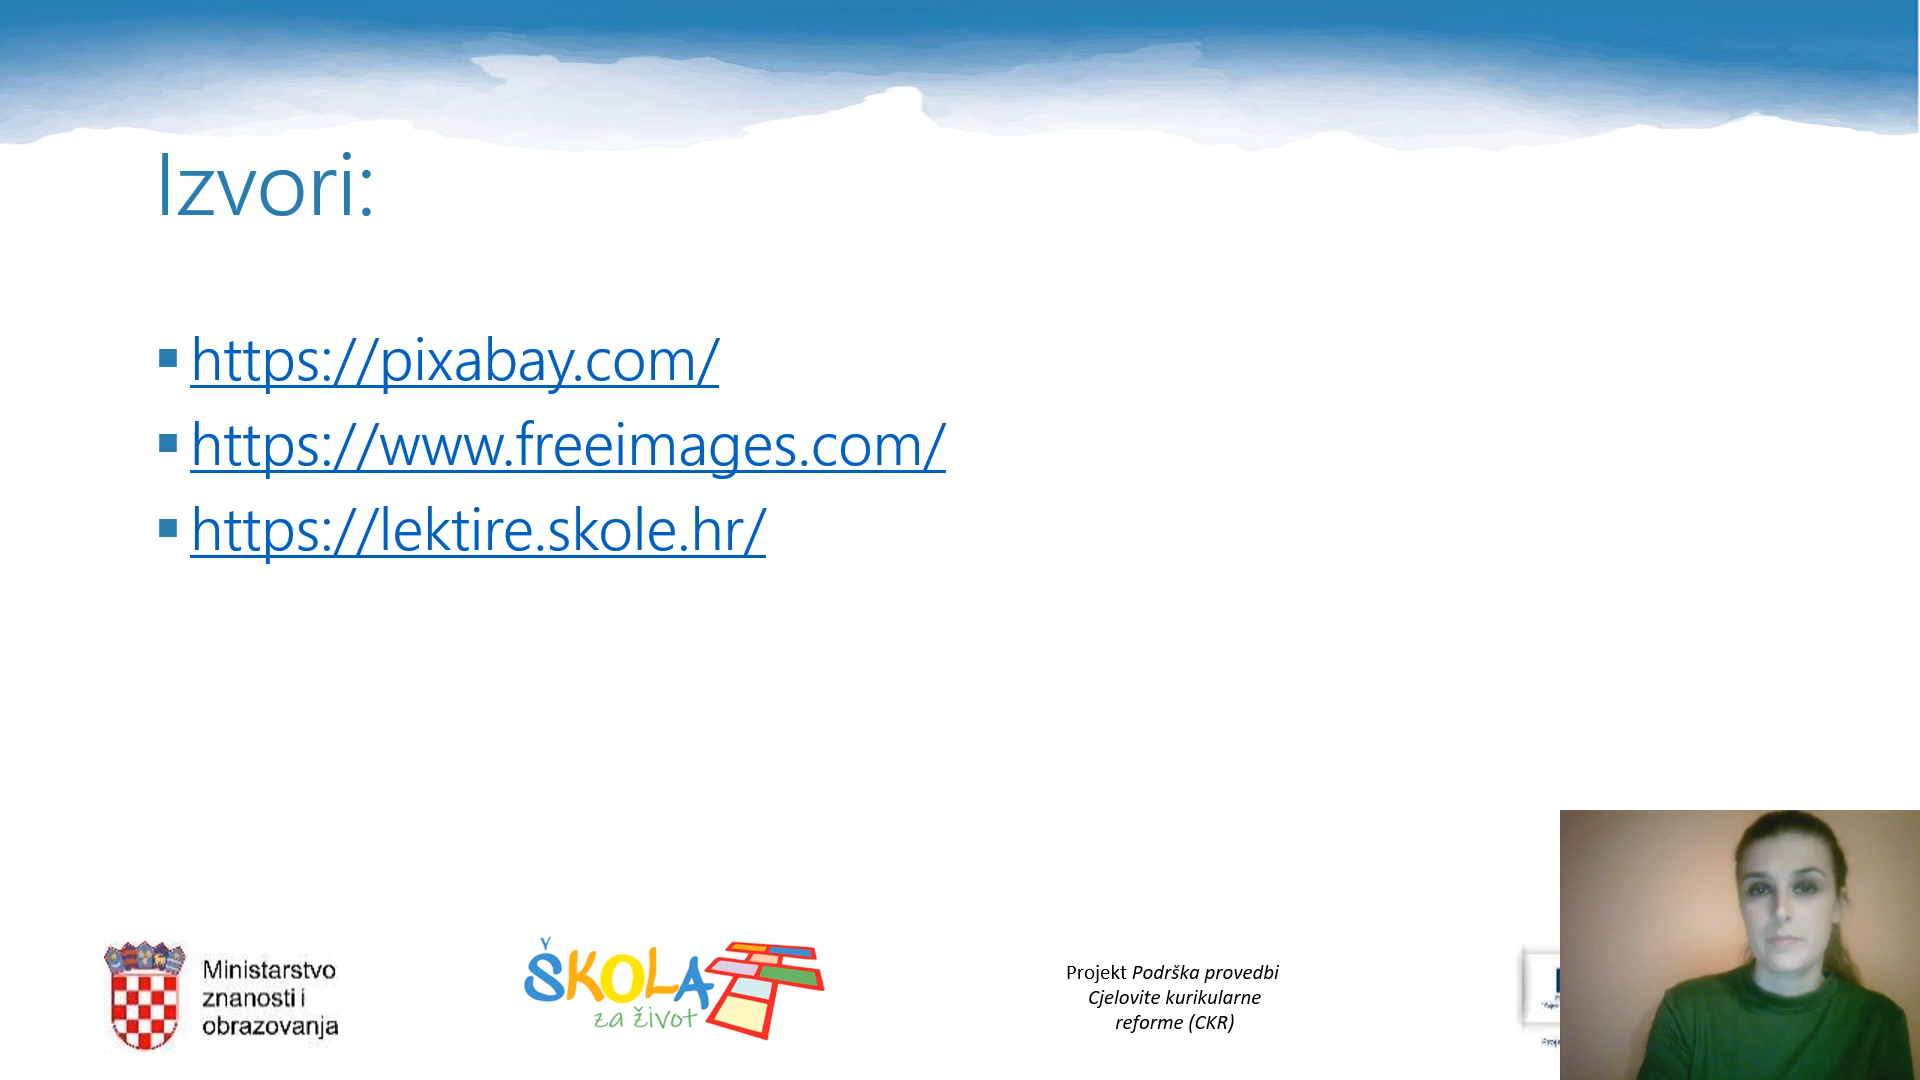 Izvori:
https://pixabay.com/
https://www.freeimages.com/
https://lektire.skole.hr/
Ministarstvo
znanosti i
obrazovanja
ŠKOLA
za život
Projekt Podrška provedbi
Cjelovite kurikularne
reforme (CKR)